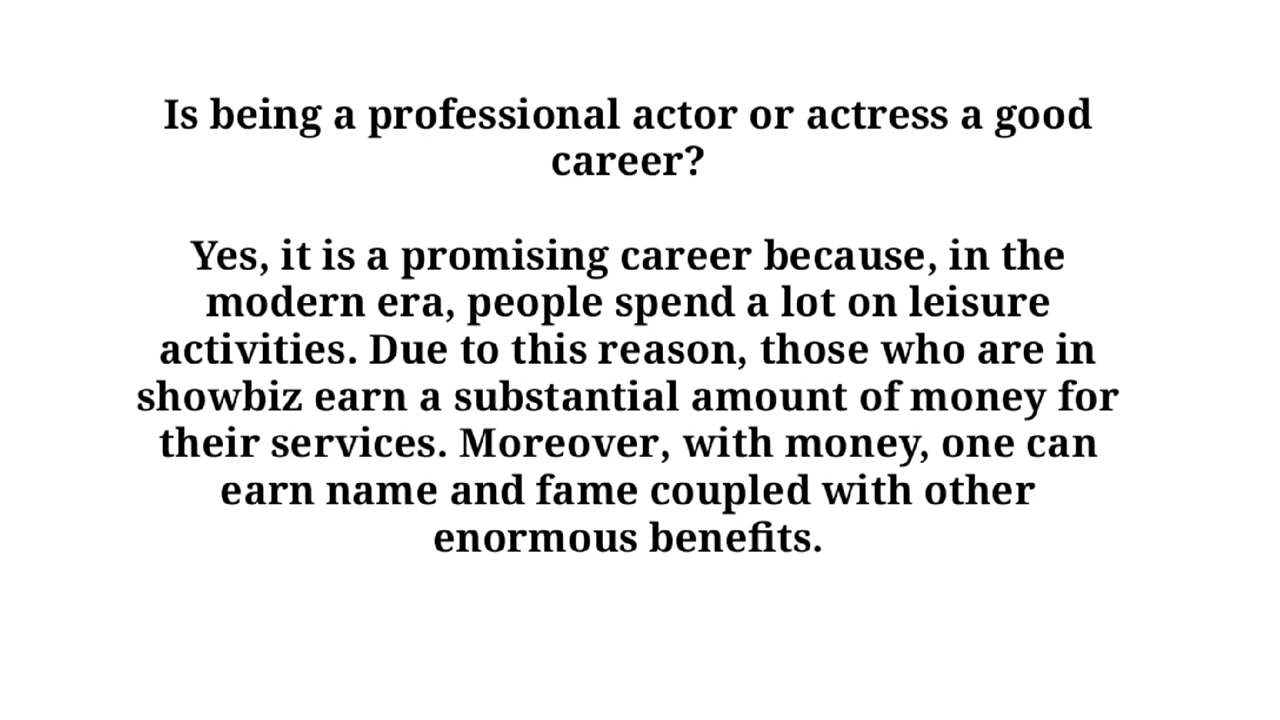 Is being a professional actor or actress a good
career?
Yes, it is a promising career because, in the
modern era, people spend a lot on leisure
activities. Due to this reason, those who are in
showbiz earn a substantial amount of money for
their services. Moreover, with money, one can
earn name and fame coupled with other
enormous benefits.